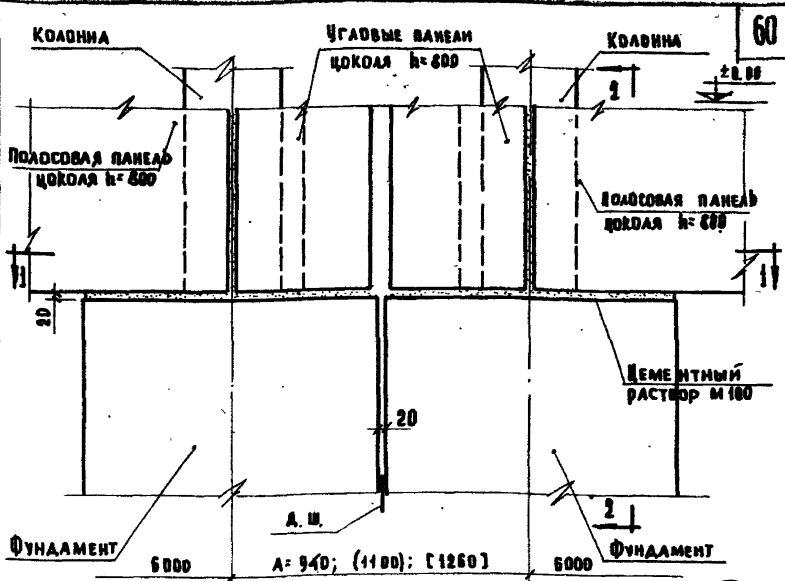 60
КОЛОННА
УГЛОВЫЕ ПАНЕЛИ
ЦОКОЛЯ h=600
КОЛОННА
±0.00
2
ПОЛОСОВАЯ ПАНЕЛЬ
ЦОКОЛЯ h=600
ПОЛОСОВАЯ ПАНЕЛЬ
ЦОКОЛЯ h=600
1
1
20
ЦЕМЕНТНЫЙ
РАСТВОР М 100
20
Д. Ш.
2
ФУНДАМЕНТ
ФУНДАМЕНТ
6000
А= 940; (1100); [1260]
6000